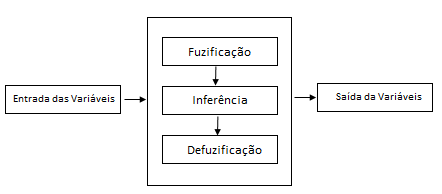 Entrada das Variáveis
Fuzificação
Inferência
Defuzificação
Saída da Variáveis